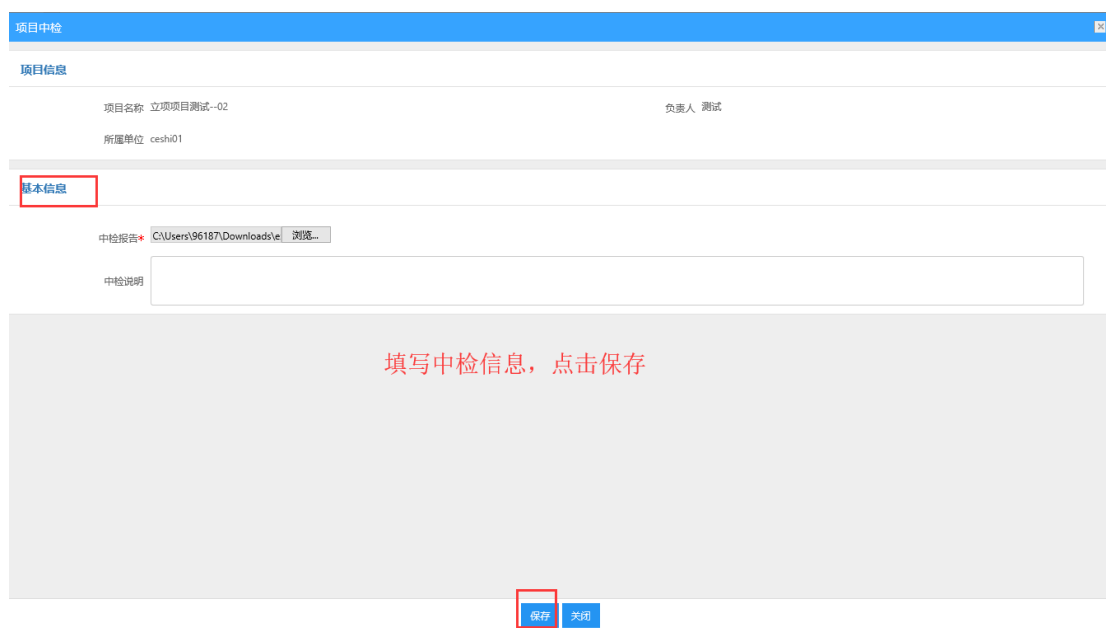 项目中检
项目信息
项目名称 立项项目测试--02 负责人 测试
所属单位 ceshi01
基本信息
中检报告* C:\Users\96187\Downloads\e 浏览...
中检说明
填写中检信息，点击保存
保存 关闭